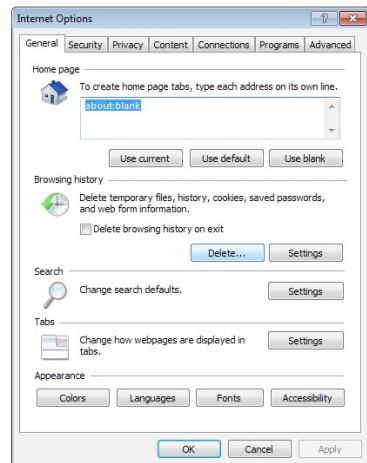 Internet Options
General Security Privacy Content Connections Programs Advanced
Home page
To create home page tabs, type each address on its own line.
about:blank
Use current Use default Use blank
Browsing history
Delete temporary files, history, cookies, saved passwords,
and web form information.
Delete browsing history on exit
Delete... Settings
Search
Change search defaults.
Settings
Tabs
Change how webpages are displayed in
tabs.
Settings
Appearance
Colors Languages Fonts Accessibility
OK Cancel Apply